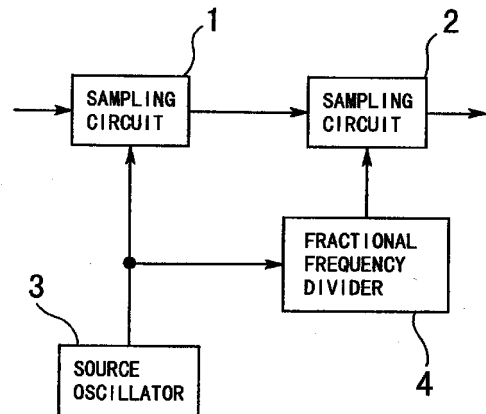 1
2
SAMPLING
CIRCUIT
SAMPLING
CIRCUIT
FRACTIONAL
FREQUENCY
DIVIDER
3
4
SOURCE
OSCILLATOR